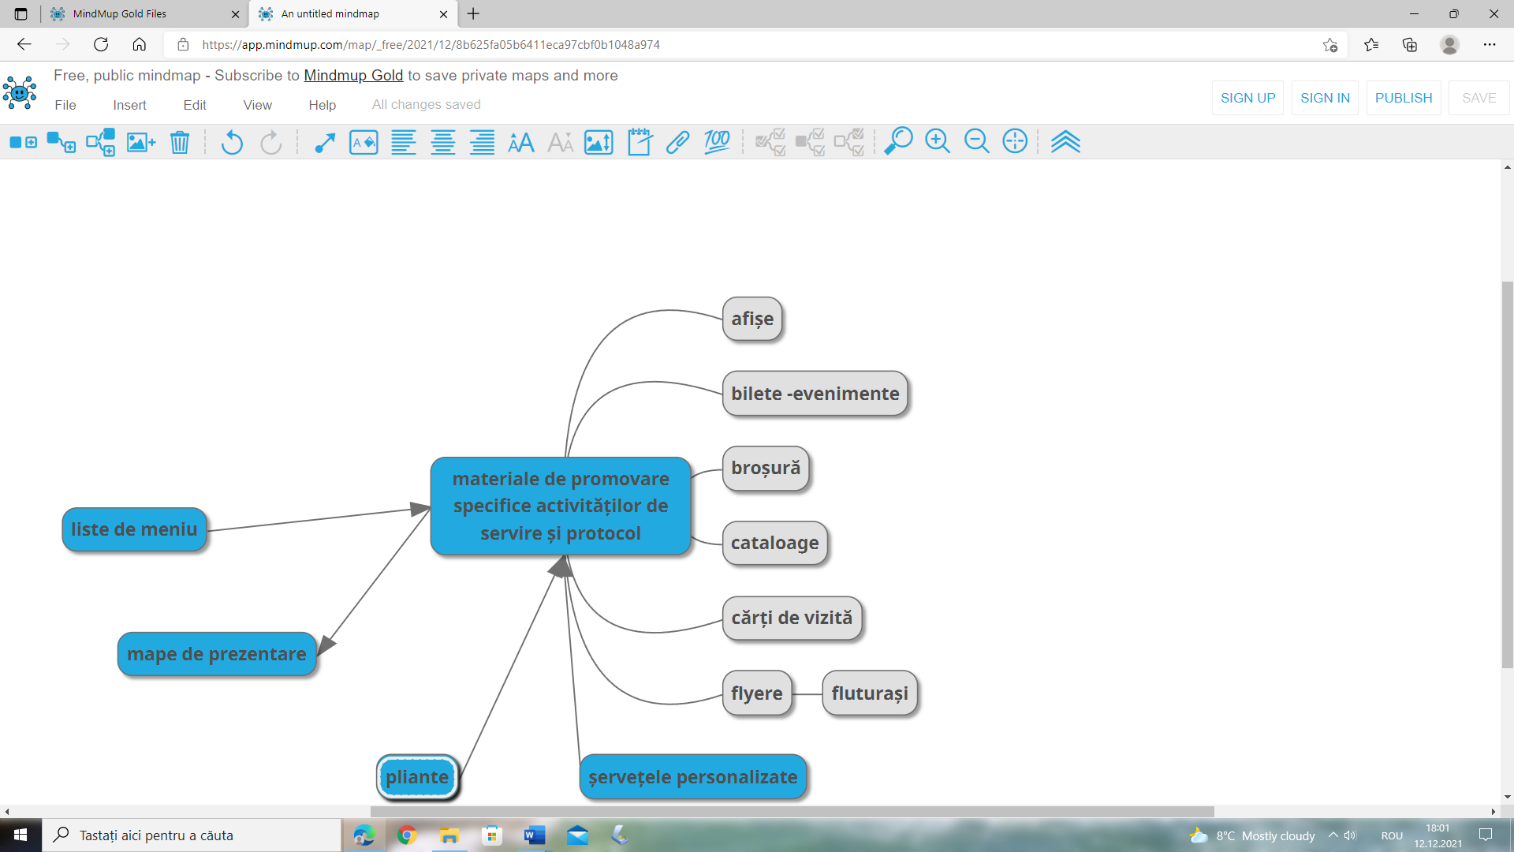 MindMup Gold Files
An untitled mindmap
https://app.mindmup.com/map/_free/2021/12/8b625fa05b6411eca97cbf0b1048a974
Free, public mindmap - Subscribe to Mindmup Gold to save private maps and more
File Insert Edit View Help All changes saved
SIGN UP SIGN IN PUBLISH SAVE
A AA AA 100
afișe
bilete -evenimente
broșură
materiale de promovare
specifice activităților de
servire și protocol
liste de meniu
cataloage
cărți de vizită
mape de prezentare
flyere
fluturași
pliante
șervețele personalizate
Tastați aici pentru a căuta
8°C Mostly cloudy
ROU
18:01
12.12.2021